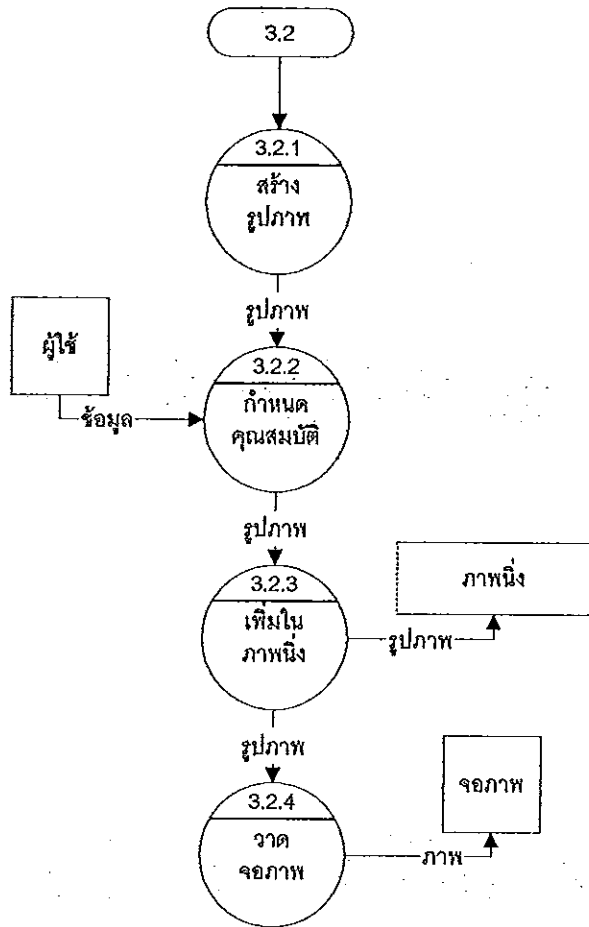 3.2
3.2.1
สร้าง
รูปภาพ
รูปภาพ
ผู้ใช้
ข้อมูล
3.2.2
กำหนด
คุณสมบัติ
รูปภาพ
3.2.3
เพิ่มใน
ภาพนิ่ง
รูปภาพ
ภาพนิ่ง
รูปภาพ
3.2.4
วาด
จอภาพ
ภาพ
จอภาพ